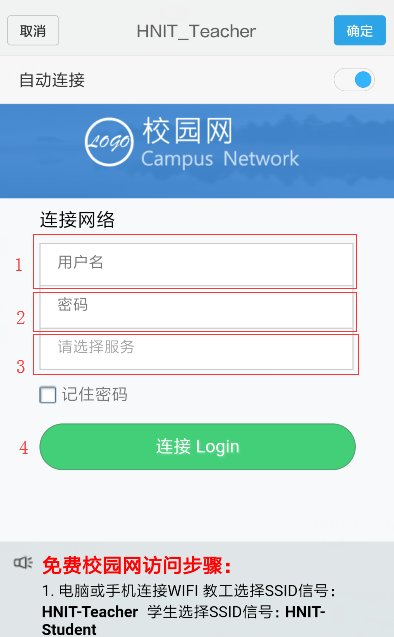 取消 HNIT_Teacher 确定
自动连接
LOGO 校园网
Campus Network
连接网络
1 用户名
2 密码
3 请选择服务
记住密码
4 连接 Login
免费校园网访问步骤：
1. 电脑或手机连接WIFI 教工选择SSID信号：
HNIT-Teacher 学生选择SSID信号：HNIT-
Student